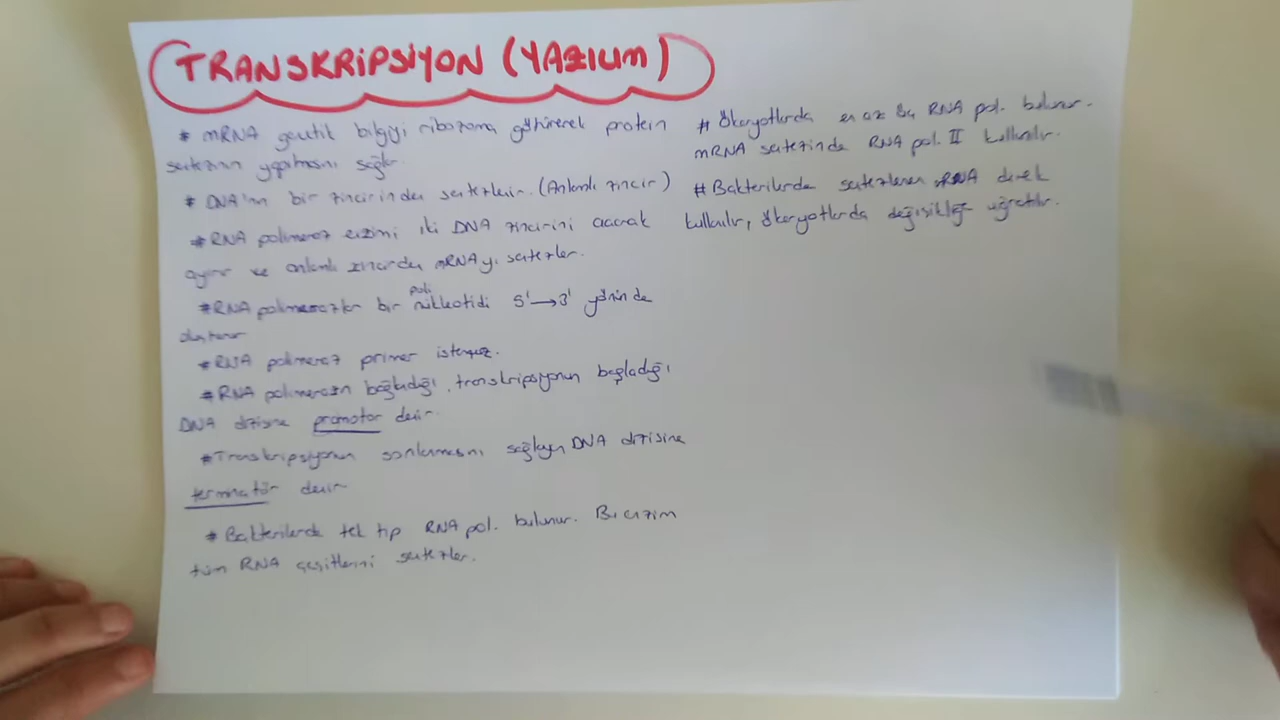 TRANSKRİPSİYON (YAZILIM)
* mRNA genetik bilgiyi ribozoma götürerek protein
sentezinin yapılmasını sağlar.
* DNA'nın bir zincirinden sentezlenir. (Anlamlı zincir)
* RNA polimeraz enzimi iki DNA zincirini açarak
ayırır ve anlamlı zincirden mRNA yı sentezler.
poli
* RNA polimerazlar bir nükleotidi 5' → 3' yönünde
oluşturur
* RNA polimeraz primer istemez.
* RNA polimerazın bağlandığı, transkripsiyonun başladığı
DNA dizisine promotor denir.
* Transkripsiyonun sonlanmasını sağlayan DNA dizisine
terminatör denir
* Bakterilerde tek tip RNA pol. bulunur. Bu enzim
tüm RNA çeşitlerini sentezler.
# Ökaryotlarda en az üç RNA pol. bulunur.
mRNA sentezinde RNA pol. II kullanılır.
# Bakterilerde sentezlenen RNA direk
kullanılır, ökaryotlarda değişikliğe uğratılır.